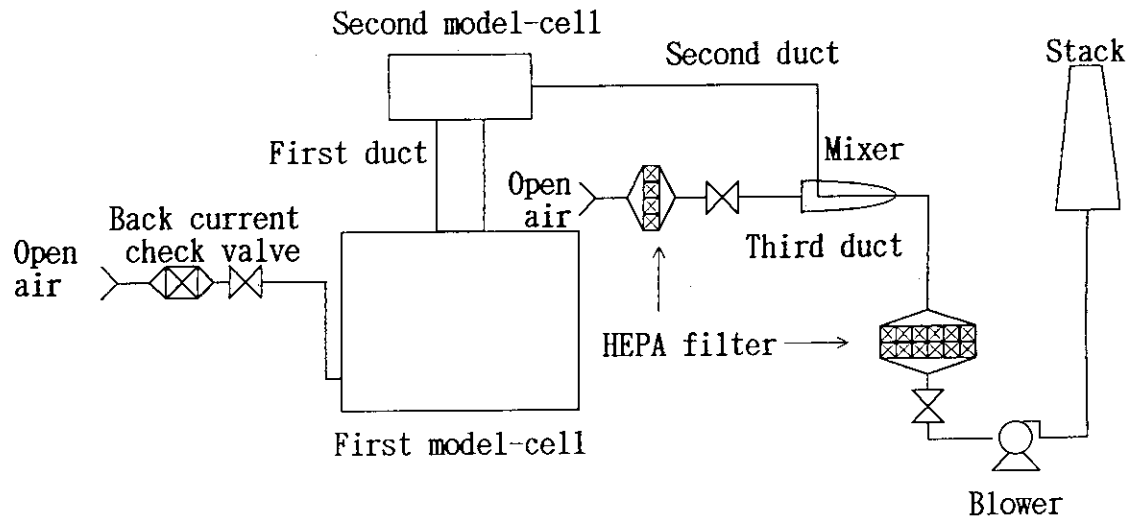 Second model-cell
Second duct
Stack
First duct
Mixer
Open
air
Back current
check valve
Open
air
Third duct
HEPA filter
First model-cell
Blower